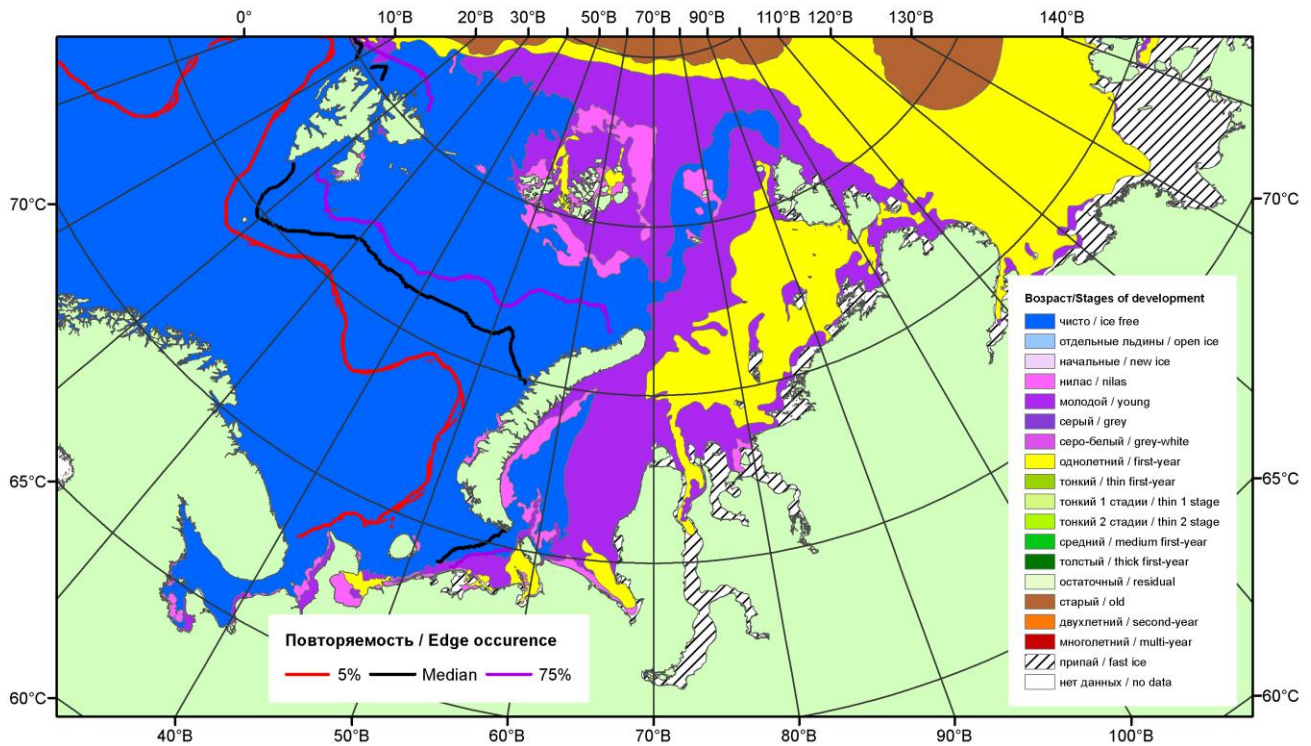 0° 10°В 20°В 30°В 50°В 70°В 90°В 110°В 120°В 130°В 140°В
70°С 70°С
65°С 65°С
60°С 60°С
40°В 50°В 60°В 70°В 80°В 90°В 100°В
Повторяемость / Edge occurence
5% Median 75%
Возраст/Stages of development
чисто / ice free
отдельные льдины / open ice
начальные / new ice
нилас / nilas
молодой / young
серый / grey
серо-белый / grey-white
однолетний / first-year
тонкий / thin first-year
тонкий 1 стадии / thin 1 stage
тонкий 2 стадии / thin 2 stage
средний / medium first-year
толстый / thick first-year
остаточный / residual
старый / old
двухлетний / second-year
многолетний / multi-year
припай / fast ice
нет данных / no data